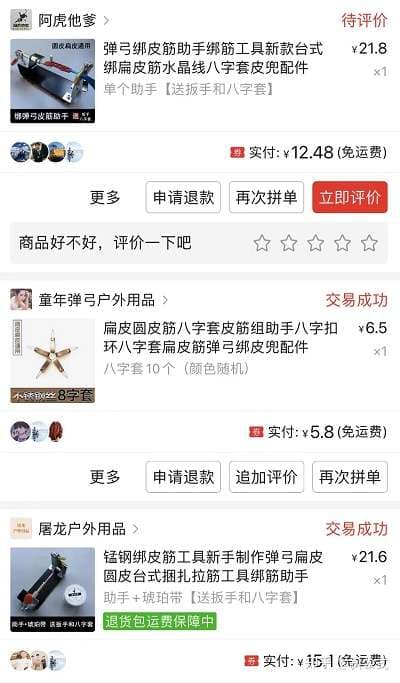 阿虎他爹
待评价
圆皮扁皮通用
绑弹弓皮筋助手
弹弓绑皮筋助手绑筋工具新款台式
绑扁皮筋水晶线八字套皮兜配件
单个助手【送扳手和八字套】
¥21.8
×1
券 实付: ¥12.48 (免运费)
更多
申请退款
再次拼单
立即评价
商品好不好，评价一下吧
童年弹弓户外用品
交易成功
不锈钢丝 8字套
扁皮圆皮筋八字套皮筋组助手八字扣
环八字套扁皮筋弹弓绑皮兜配件
八字套10个（颜色随机）
¥6.5
×1
券 实付: ¥5.8 (免运费)
更多
申请退款
追加评价
再次拼单
屠龙户外用品
交易成功
助手+琥珀带 送扳手和八字套
锰钢绑皮筋工具新手制作弹弓扁皮
圆皮台式捆扎拉筋工具绑筋助手
助手+琥珀带【送扳手和八字套】
退货包运费保障中
¥21.6
×1
券 实付: ¥15.1 (免运费)